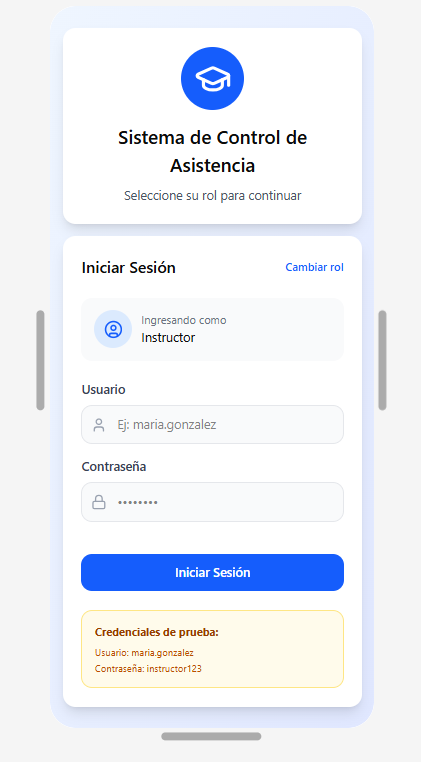 Sistema de Control de
Asistencia
Seleccione su rol para continuar
Iniciar Sesión
Cambiar rol
Ingresando como
Instructor
Usuario
Ej: maria.gonzalez
Contraseña
••••••••
Iniciar Sesión
Credenciales de prueba:
Usuario: maria.gonzalez
Contraseña: instructor123